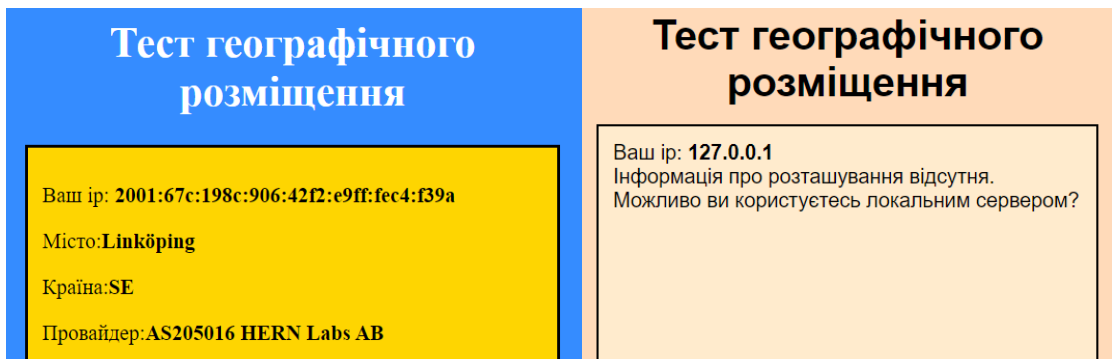 Тест географічного
розміщення
Ваш ір: 2001:67c:198c:906:42f2:e9ff:fec4:f39a
Місто:Linköping
Країна:SE
Провайдер:AS205016 HERN Labs AB
Тест географічного
розміщення
Ваш ір: 127.0.0.1
Інформація про розташування відсутня.
Можливо ви користуєтесь локальним сервером?